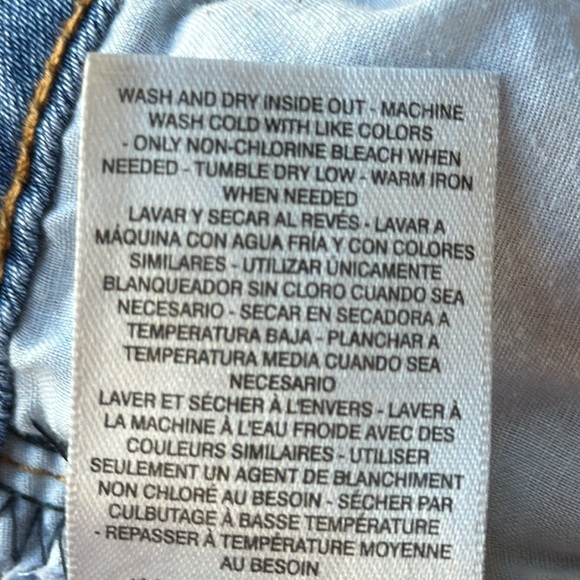 WASH AND DRY INSIDE OUT - MACHINE
WASH COLD WITH LIKE COLORS
- ONLY NON-CHLORINE BLEACH WHEN
NEEDED - TUMBLE DRY LOW - WARM IRON
WHEN NEEDED
LAVAR Y SECAR AL REVÉS - LAVAR A
MÁQUINA CON AGUA FRÍA Y CON COLORES
SIMILARES - UTILIZAR ÚNICAMENTE
BLANQUEADOR SIN CLORO CUANDO SEA
NECESARIO - SECAR EN SECADORA A
TEMPERATURA BAJA - PLANCHAR A
TEMPERATURA MEDIA CUANDO SEA
NECESARIO
LAVER ET SÉCHER À L'ENVERS - LAVER À
LA MACHINE À L'EAU FROIDE AVEC DES
COULEURS SIMILAIRES - UTILISER
SEULEMENT UN AGENT DE BLANCHIMENT
NON CHLORÉ AU BESOIN - SÉCHER PAR
CULBUTAGE À BASSE TEMPÉRATURE
- REPASSER À TEMPÉRATURE MOYENNE
AU BESOIN